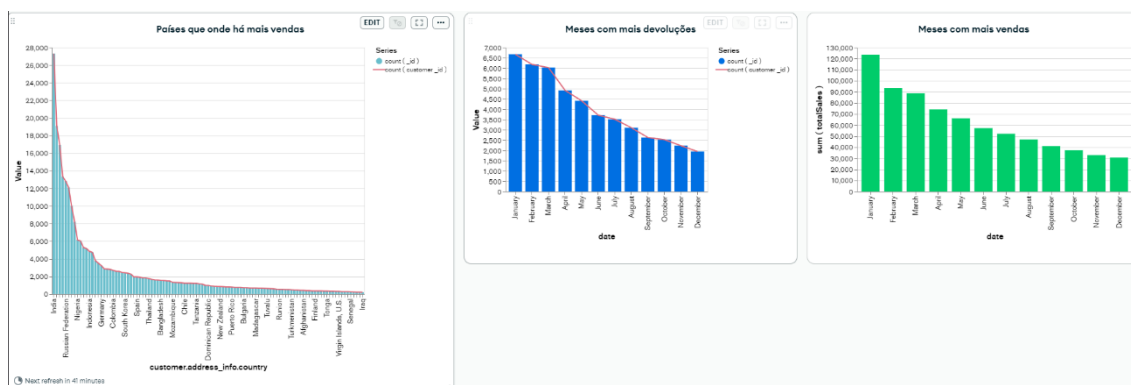 Países que onde há mais vendas
EDIT
Series
count ( _id )
count ( customer_id )
28,000
26,000
24,000
22,000
20,000
18,000
16,000
14,000
12,000
10,000
8,000
6,000
4,000
2,000
0
Value
India
Russian Federation
Nigeria
Indonesia
Germany
Colombia
South Korea
Spain
Thailand
Bangladesh
Mozambique
Chile
Tanzania
Dominican Republic
New Zealand
Puerto Rico
Bulgaria
Madagascar
Tuvalu
Runion
Turkmenistan
Afghanistan
Finland
Tonga
Virgin Islands, U.S.
Senegal
Iraq
customer.address_info.country
Next refresh in 41 minutes
Meses com mais devoluções
EDIT
Series
count ( _id )
count ( customer_id )
7,000
6,500
6,000
5,500
5,000
4,500
4,000
3,500
3,000
2,500
2,000
1,500
1,000
500
0
Value
January
February
March
April
May
June
July
August
September
October
November
December
date
Meses com mais vendas
130,000
120,000
110,000
100,000
90,000
80,000
70,000
60,000
50,000
40,000
30,000
20,000
10,000
0
sum ( totalSales )
January
February
March
April
May
June
July
August
September
October
November
December
date